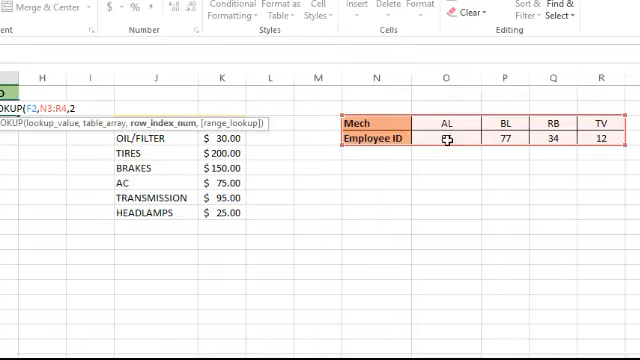 Merge & Center
$ % ,
Conditional Formatting
Format as Table
Cell Styles
Insert Delete Format
Clear
Sort & Filter
Find & Select
Number
Styles
Cells
Editing
H I J K L M N O P Q R
D
OKUP(F2,N3:R4,2
OKUP(lookup_value, table_array, row_index_num, [range_lookup])
Mech AL BL RB TV
OIL/FILTER $ 30.00 Employee ID 77 34 12
TIRES $ 200.00
BRAKES $ 150.00
AC $ 75.00
TRANSMISSION $ 95.00
HEADLAMPS $ 25.00